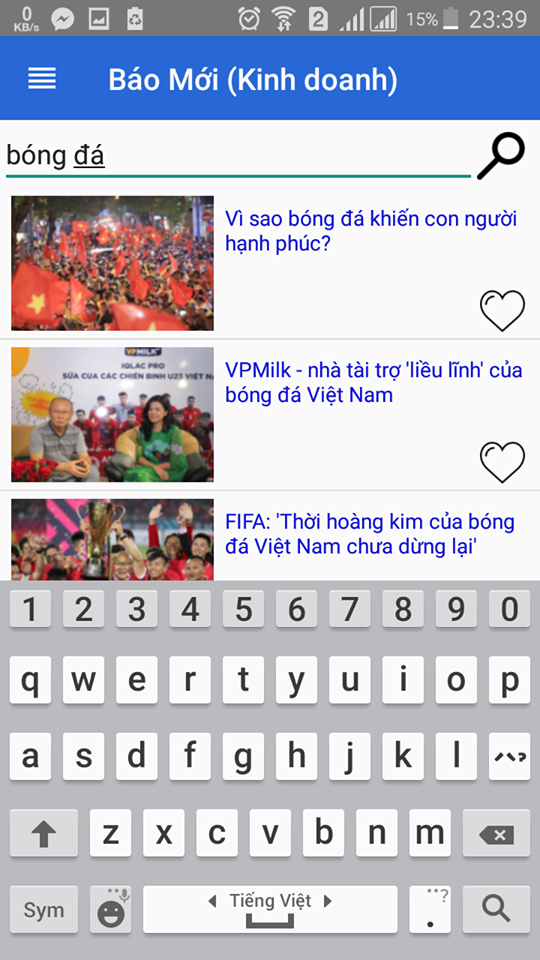 0
KB/s
2
15%
23:39
Báo Mới (Kinh doanh)
bóng đá
Vì sao bóng đá khiến con người
hạnh phúc?
VPMILK
IQLAC PRO
SỮA CỦA CÁC CHIẾN BINH U23 VIỆT NA
VPMilk - nhà tài trợ 'liều lĩnh' của
bóng đá Việt Nam
FIFA: 'Thời hoàng kim của bóng
đá Việt Nam chưa dừng lại'
1 2 3 4 5 6 7 8 9 0
q w e r t y u i o p
a s d f g h j k l
z x c v b n m
Sym
Tiếng Việt
. ?